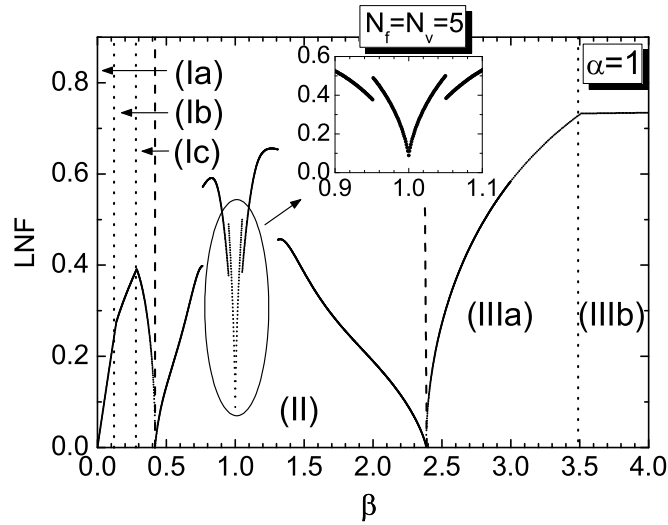 N_f=N_v=5
α=1
(Ia)
(Ib)
(Ic)
0.6
0.4
0.2
0.0
0.9 1.0 1.1
0.8
0.6
0.4
0.2
0.0
LNF
(II)
(IIIa)
(IIIb)
0.0 0.5 1.0 1.5 2.0 2.5 3.0 3.5 4.0
β